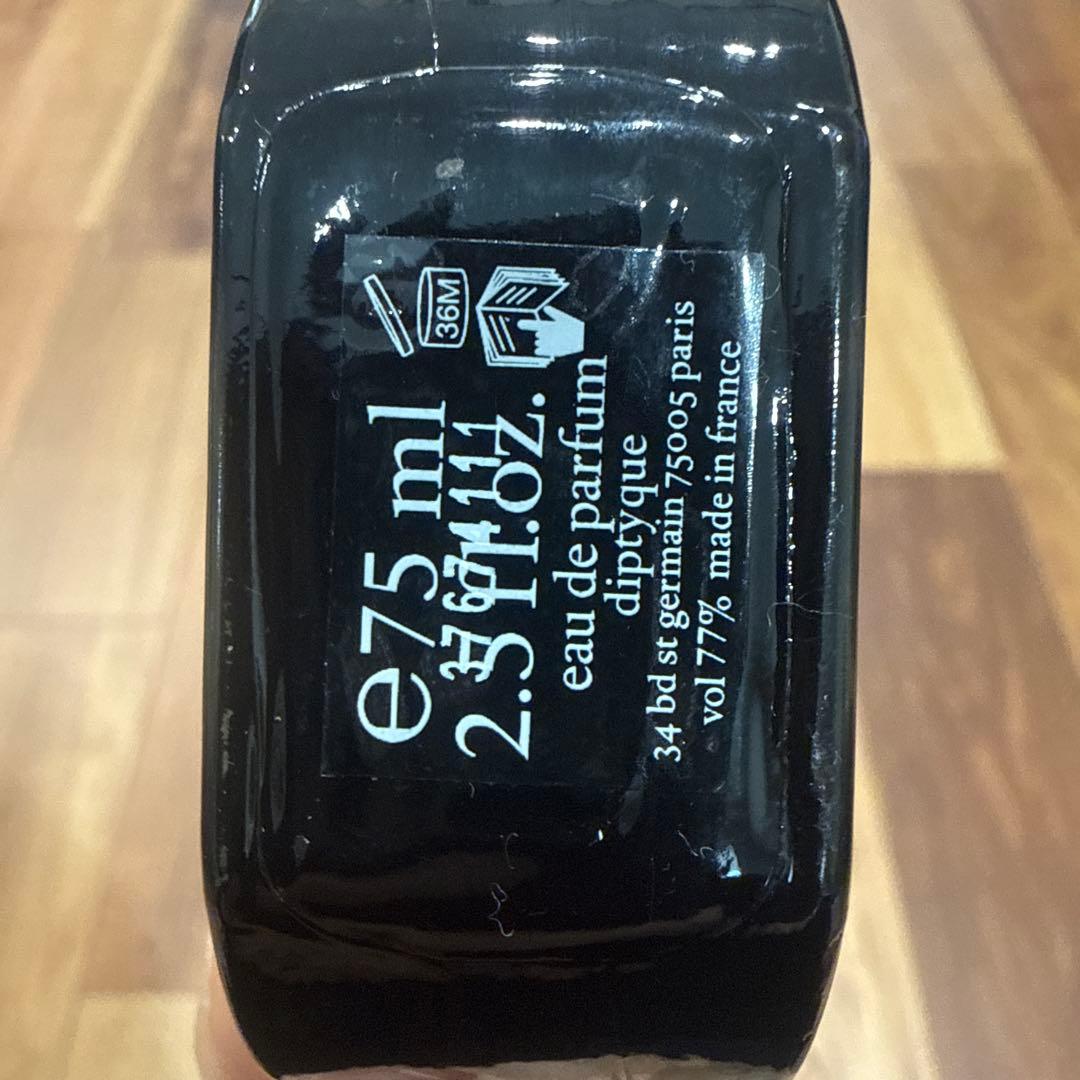 36M
e75 ml
2.5 fl.oz.
eau de parfum
diptyque
34 bd st germain 75005 paris
vol 77% made in france